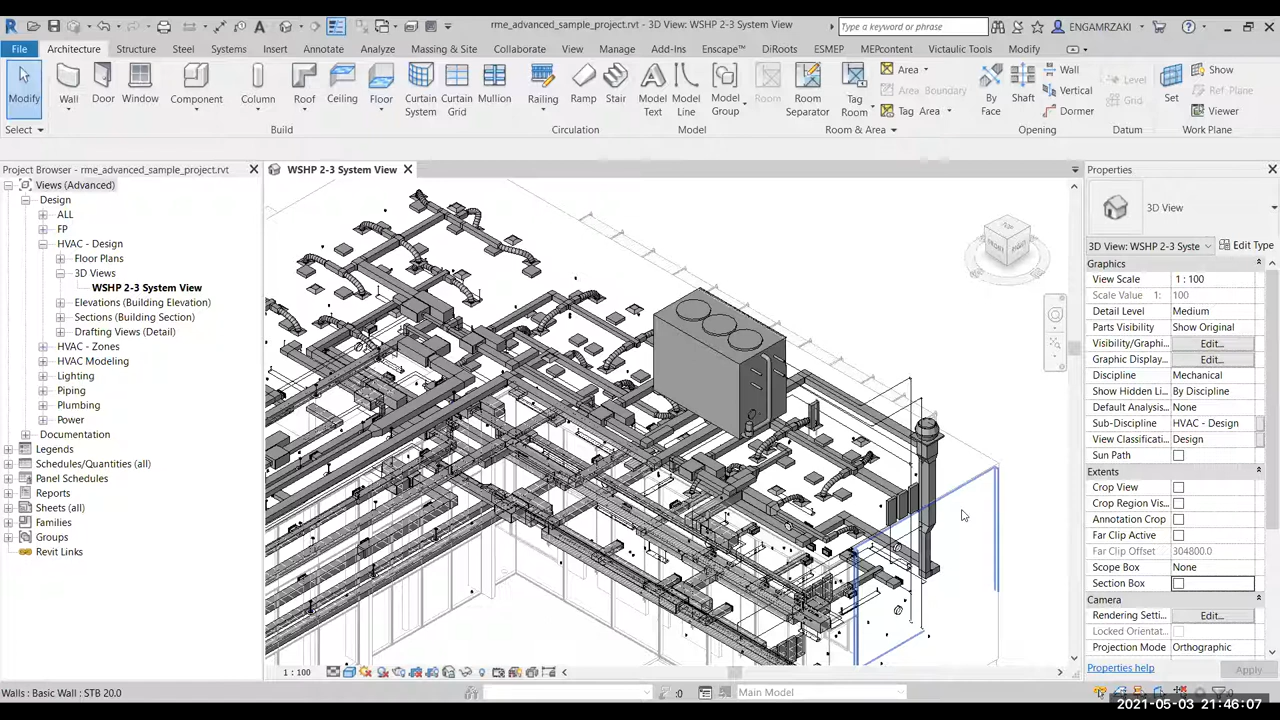 rme_advanced_sample_project.rvt - 3D View: WSHP 2-3 System View
Type a keyword or phrase
ENGAMRZAKI
File Architecture Structure Steel Systems Insert Annotate Analyze Massing & Site Collaborate View Manage Add-Ins Enscape™ DiRoots ESMEP MEPcontent Victaulic Tools Modify
Modify
Wall
Door
Window
Component
Column
Roof
Ceiling
Floor
Curtain System
Curtain Grid
Mullion
Railing
Ramp
Stair
Model Text
Model Line
Model Group
Room
Room Separator
Tag Room
Area
Area Boundary
Tag Area
By Face
Shaft
Wall
Vertical
Dormer
Level
Grid
Set
Show
Ref Plane
Viewer
Select
Build
Circulation
Model
Room & Area
Opening
Datum
Work Plane
Project Browser - rme_advanced_sample_project.rvt
Views (Advanced)
Design
ALL
FP
HVAC - Design
Floor Plans
3D Views
WSHP 2-3 System View
Elevations (Building Elevation)
Sections (Building Section)
Drafting Views (Detail)
HVAC - Zones
HVAC Modeling
Lighting
Piping
Plumbing
Power
Documentation
Legends
Schedules/Quantities (all)
Panel Schedules
Reports
Sheets (all)
Families
Groups
Revit Links
WSHP 2-3 System View
TOP
FRONT
RIGHT
1 : 100
Properties
3D View
3D View: WSHP 2-3 Syste
Edit Type
Graphics
View Scale 1 : 100
Scale Value 1: 100
Detail Level Medium
Parts Visibility Show Original
Visibility/Graphi... Edit...
Graphic Display... Edit...
Discipline Mechanical
Show Hidden Li... By Discipline
Default Analysis... None
Sub-Discipline HVAC - Design
View Classificati... Design
Sun Path
Extents
Crop View
Crop Region Vis...
Annotation Crop
Far Clip Active
Far Clip Offset 304800.0
Scope Box None
Section Box
Camera
Rendering Setti... Edit...
Locked Orientat...
Projection Mode Orthographic
Properties help
Apply
Walls : Basic Wall : STB 20.0
:0
Main Model
2021-05-03 21:46:07